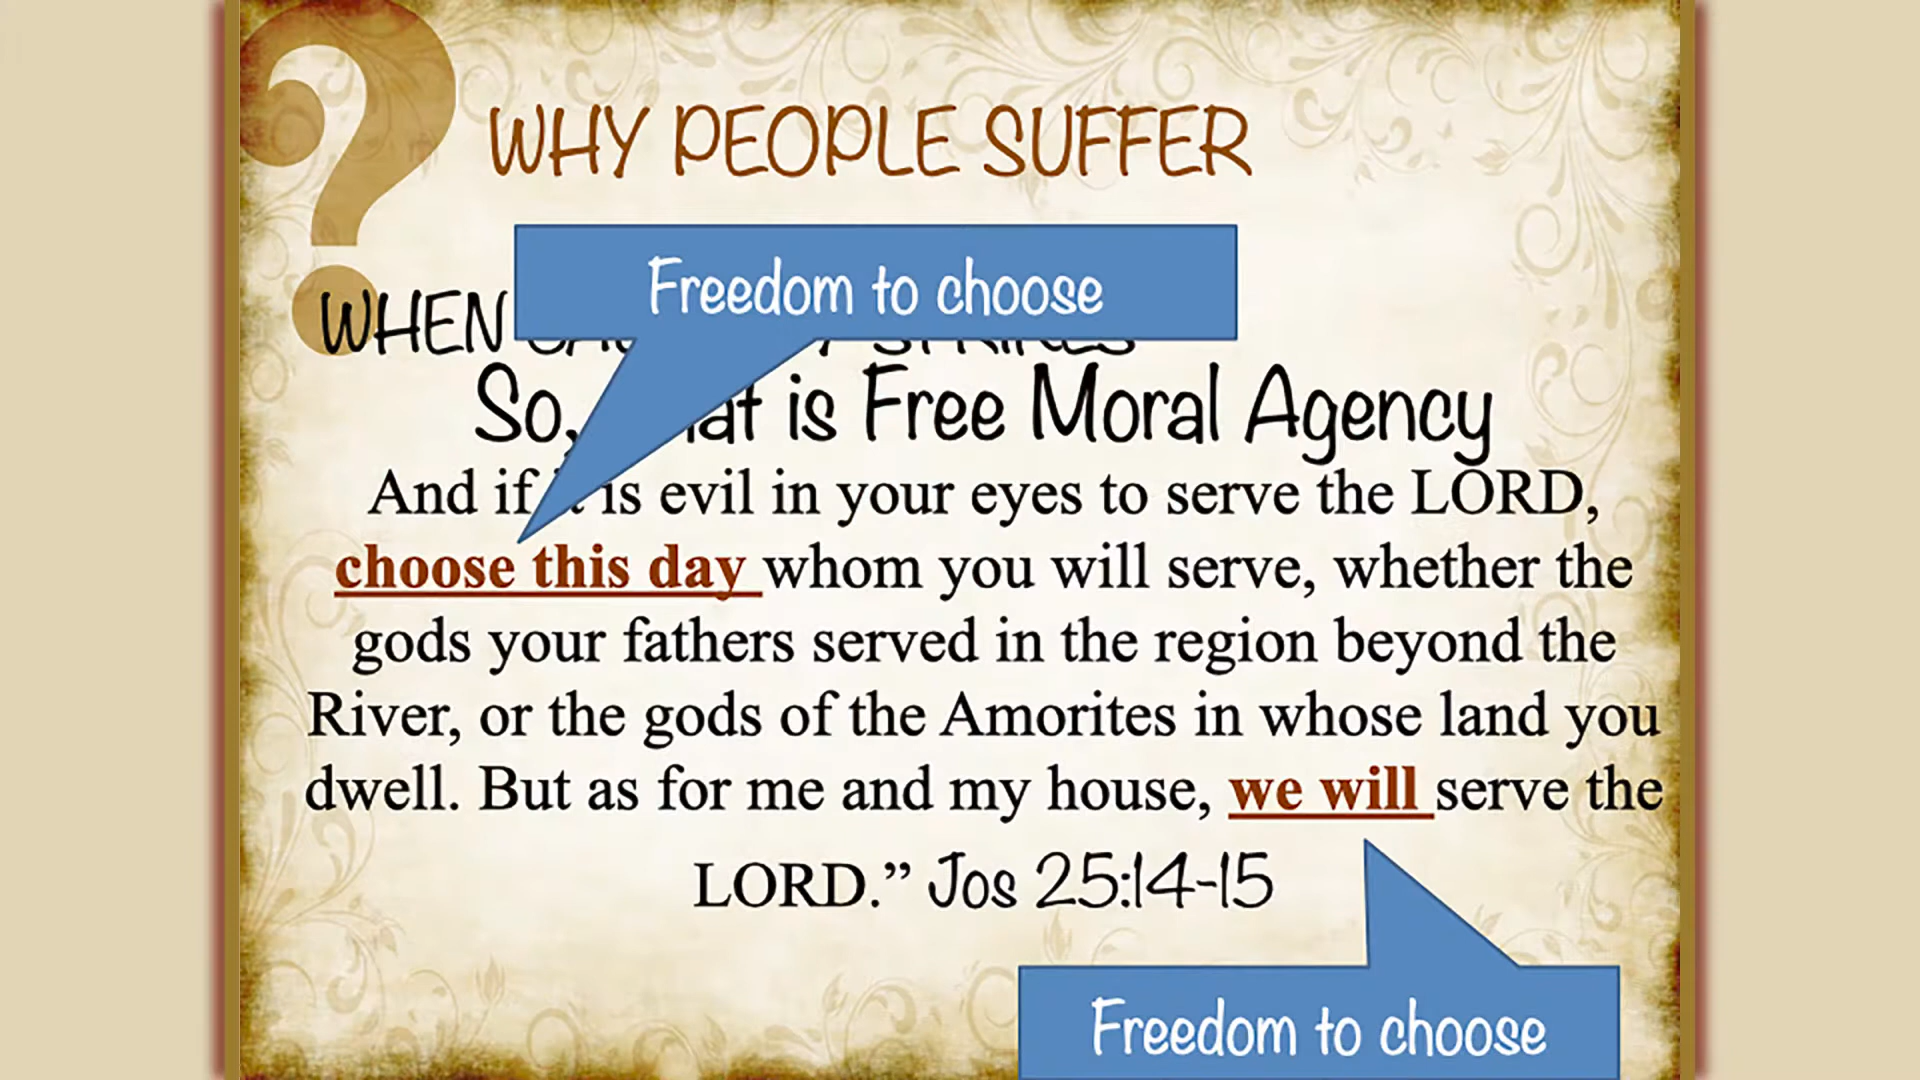 WHY PEOPLE SUFFER
Freedom to choose
WHEN
So, is Free Moral Agency
And if is evil in your eyes to serve the LORD,
choose this day whom you will serve, whether the
gods your fathers served in the region beyond the
River, or the gods of the Amorites in whose land you
dwell. But as for me and my house, we will serve the
LORD.” Jos 25:14-15
Freedom to choose